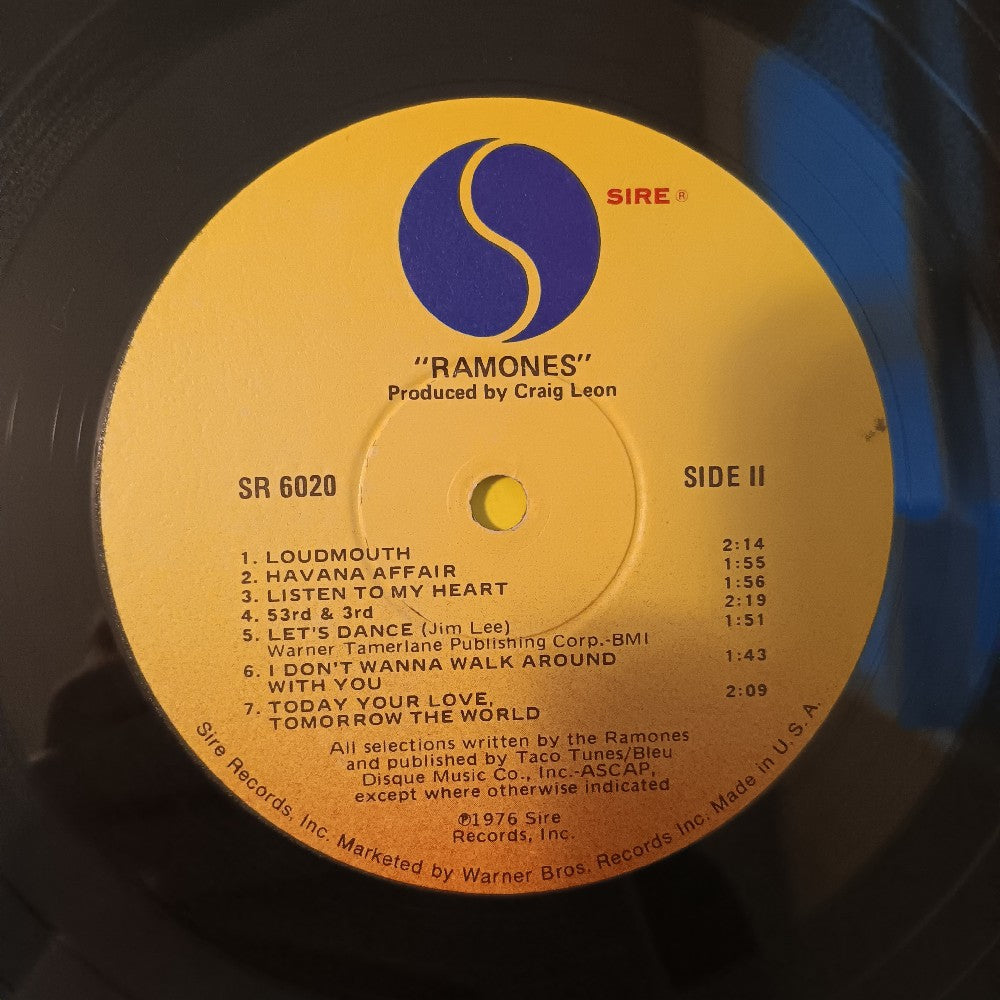 SIRE ®
"RAMONES"
Produced by Craig Leon
SR 6020
SIDE II
1. LOUDMOUTH 2:14
2. HAVANA AFFAIR 1:55
3. LISTEN TO MY HEART 1:56
4. 53rd & 3rd 2:19
5. LET'S DANCE (Jim Lee) 1:51
Warner Tamerlane Publishing Corp.-BMI
6. I DON'T WANNA WALK AROUND 1:43
WITH YOU
7. TODAY YOUR LOVE, 2:09
TOMORROW THE WORLD
All selections written by the Ramones
and published by Taco Tunes/Bleu
Disque Music Co., Inc.-ASCAP,
except where otherwise indicated
℗1976 Sire
Records, Inc.
Sire Records, Inc. Marketed by Warner Bros. Records Inc. Made in U. S. A.